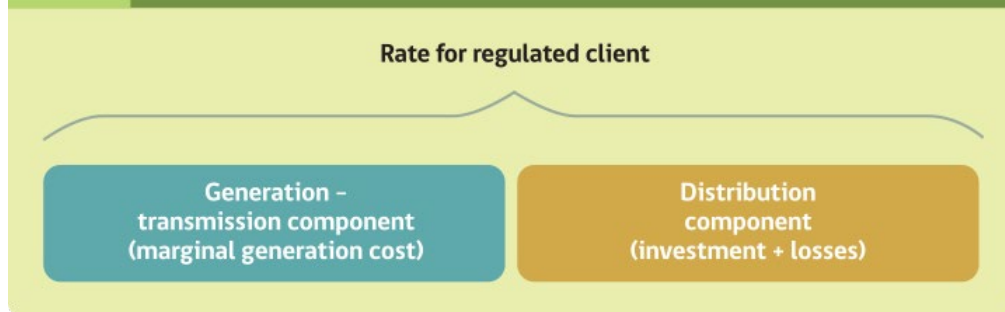 Rate for regulated client
Generation –
transmission component
(marginal generation cost)
Distribution
component
(investment + losses)